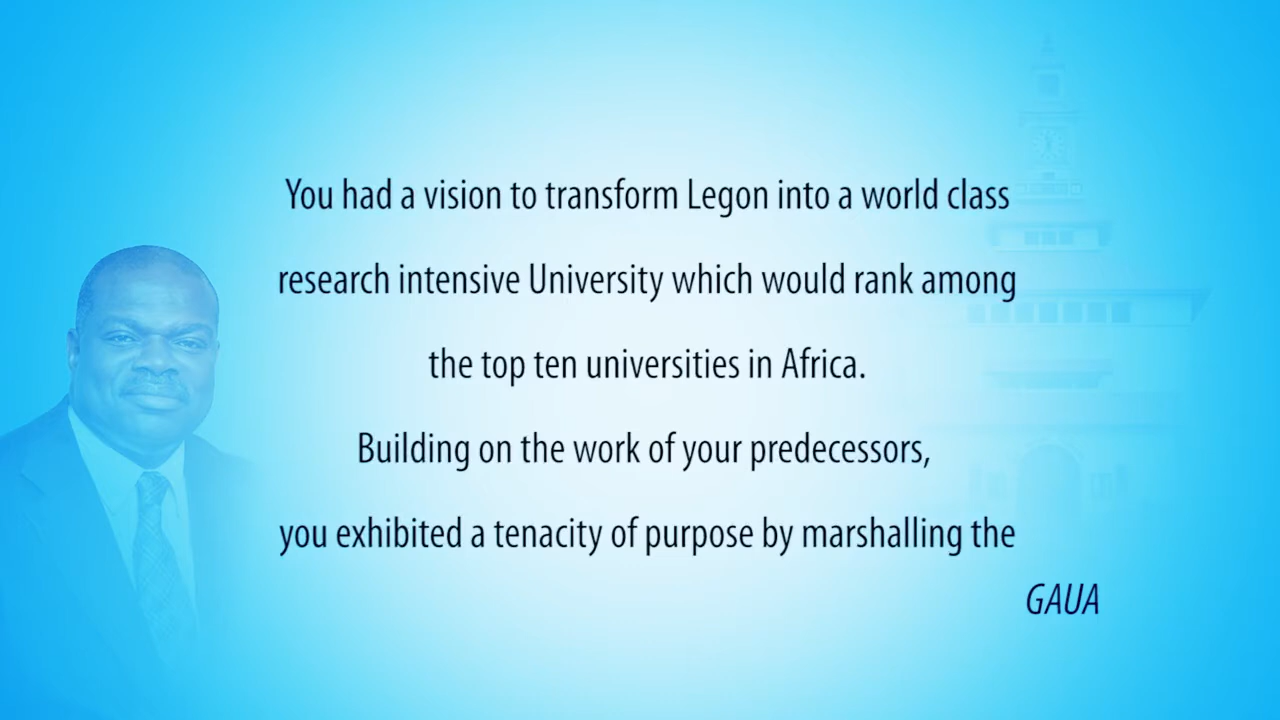 You had a vision to transform Legon into a world class
research intensive University which would rank among
the top ten universities in Africa.
Building on the work of your predecessors,
you exhibited a tenacity of purpose by marshalling the
GAUA